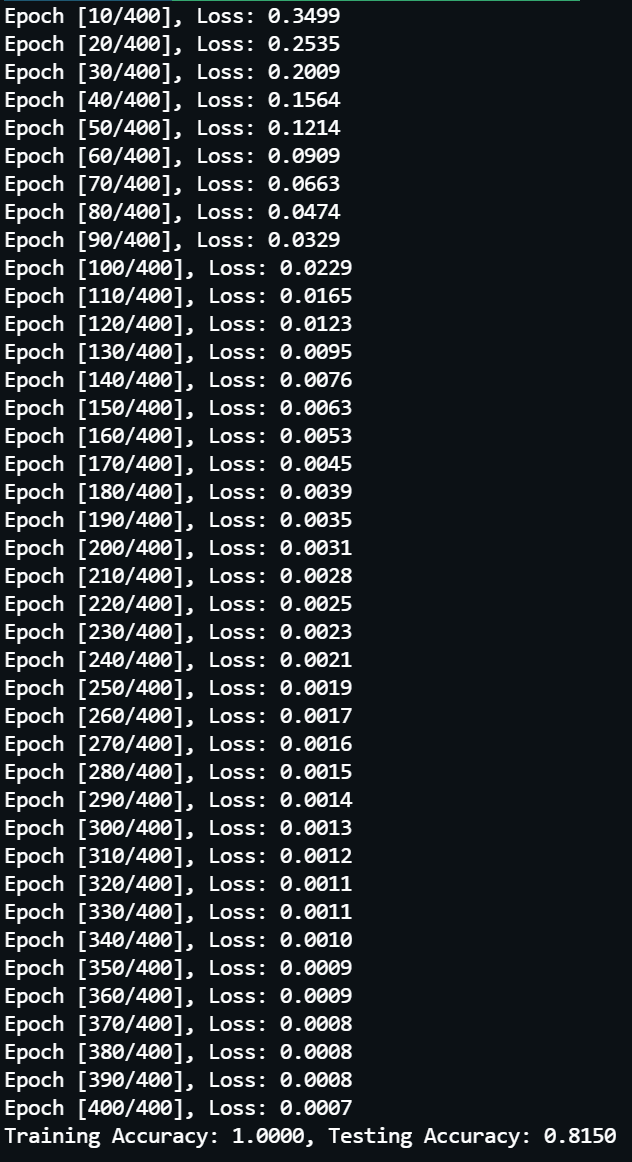 Epoch [10/400], Loss: 0.3499
Epoch [20/400], Loss: 0.2535
Epoch [30/400], Loss: 0.2009
Epoch [40/400], Loss: 0.1564
Epoch [50/400], Loss: 0.1214
Epoch [60/400], Loss: 0.0909
Epoch [70/400], Loss: 0.0663
Epoch [80/400], Loss: 0.0474
Epoch [90/400], Loss: 0.0329
Epoch [100/400], Loss: 0.0229
Epoch [110/400], Loss: 0.0165
Epoch [120/400], Loss: 0.0123
Epoch [130/400], Loss: 0.0095
Epoch [140/400], Loss: 0.0076
Epoch [150/400], Loss: 0.0063
Epoch [160/400], Loss: 0.0053
Epoch [170/400], Loss: 0.0045
Epoch [180/400], Loss: 0.0039
Epoch [190/400], Loss: 0.0035
Epoch [200/400], Loss: 0.0031
Epoch [210/400], Loss: 0.0028
Epoch [220/400], Loss: 0.0025
Epoch [230/400], Loss: 0.0023
Epoch [240/400], Loss: 0.0021
Epoch [250/400], Loss: 0.0019
Epoch [260/400], Loss: 0.0017
Epoch [270/400], Loss: 0.0016
Epoch [280/400], Loss: 0.0015
Epoch [290/400], Loss: 0.0014
Epoch [300/400], Loss: 0.0013
Epoch [310/400], Loss: 0.0012
Epoch [320/400], Loss: 0.0011
Epoch [330/400], Loss: 0.0011
Epoch [340/400], Loss: 0.0010
Epoch [350/400], Loss: 0.0009
Epoch [360/400], Loss: 0.0009
Epoch [370/400], Loss: 0.0008
Epoch [380/400], Loss: 0.0008
Epoch [390/400], Loss: 0.0008
Epoch [400/400], Loss: 0.0007
Training Accuracy: 1.0000, Testing Accuracy: 0.8150